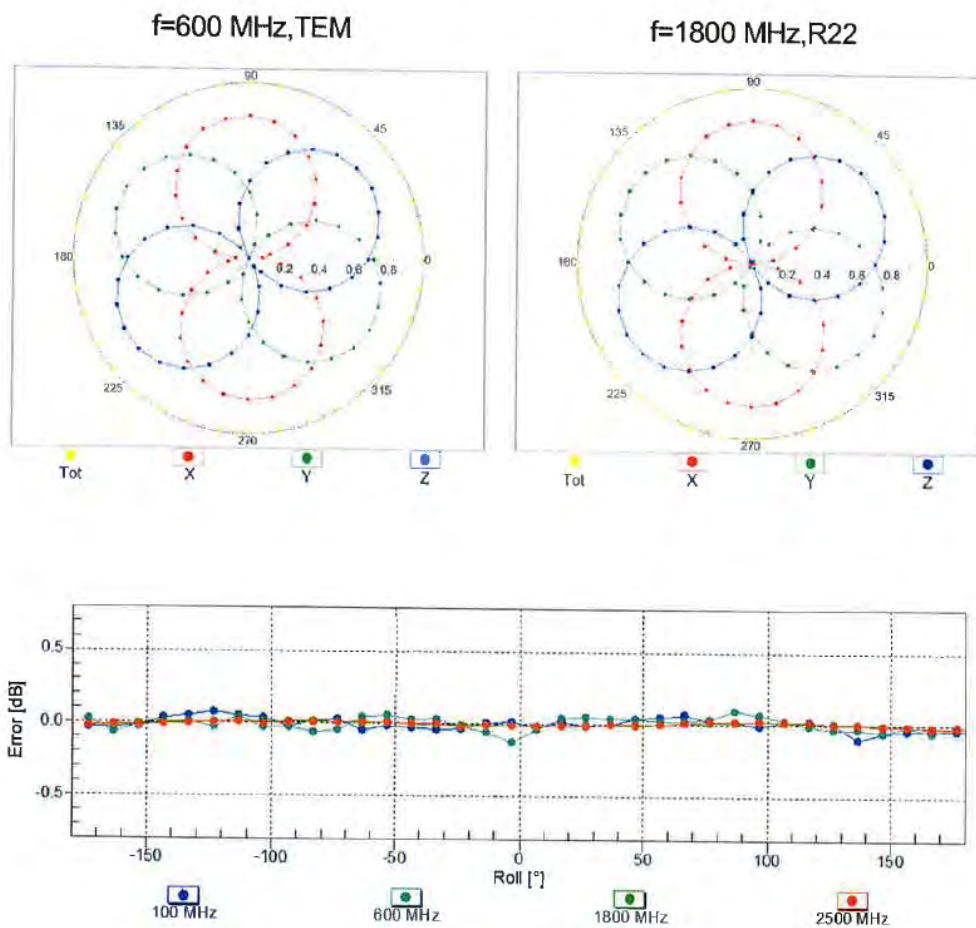 f=600 MHz,TEM
f=1800 MHz,R22
90
135
45
180
0.2 0.4 0.6 0.8 0
225
315
270
Tot X Y Z
90
135
45
180
0.2 0.4 0.6 0.8 0
225
315
270
Tot X Y Z
Error [dB]
0.5
0.0
-0.5
-150 -100 -50 0 50 100 150
Roll [°]
100 MHz 600 MHz 1800 MHz 2500 MHz